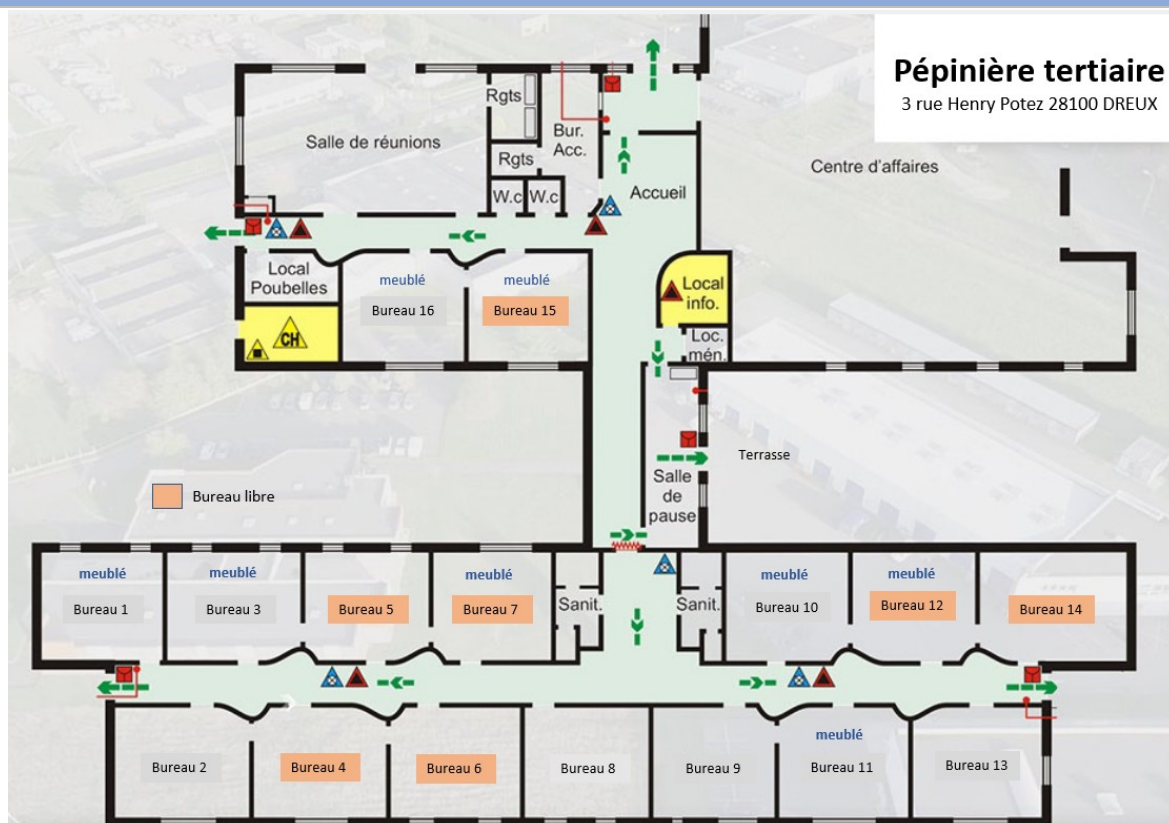 Pépinière tertiaire
3 rue Henry Potez 28100 DREUX
Rgts
Salle de réunions
Bur.
Acc.
Rgts
Centre d'affaires
W.c
W.c
Accueil
Local
Poubelles
meublé
Bureau 16
meublé
Bureau 15
Local
info.
CH
Loc.
mén.
Terrasse
Salle
de
pause
Bureau libre
meublé
Bureau 1
meublé
Bureau 3
Bureau 5
meublé
Bureau 7
Sanit.
Sanit.
meublé
Bureau 10
meublé
Bureau 12
Bureau 14
Bureau 2
Bureau 4
Bureau 6
Bureau 8
Bureau 9
meublé
Bureau 11
Bureau 13